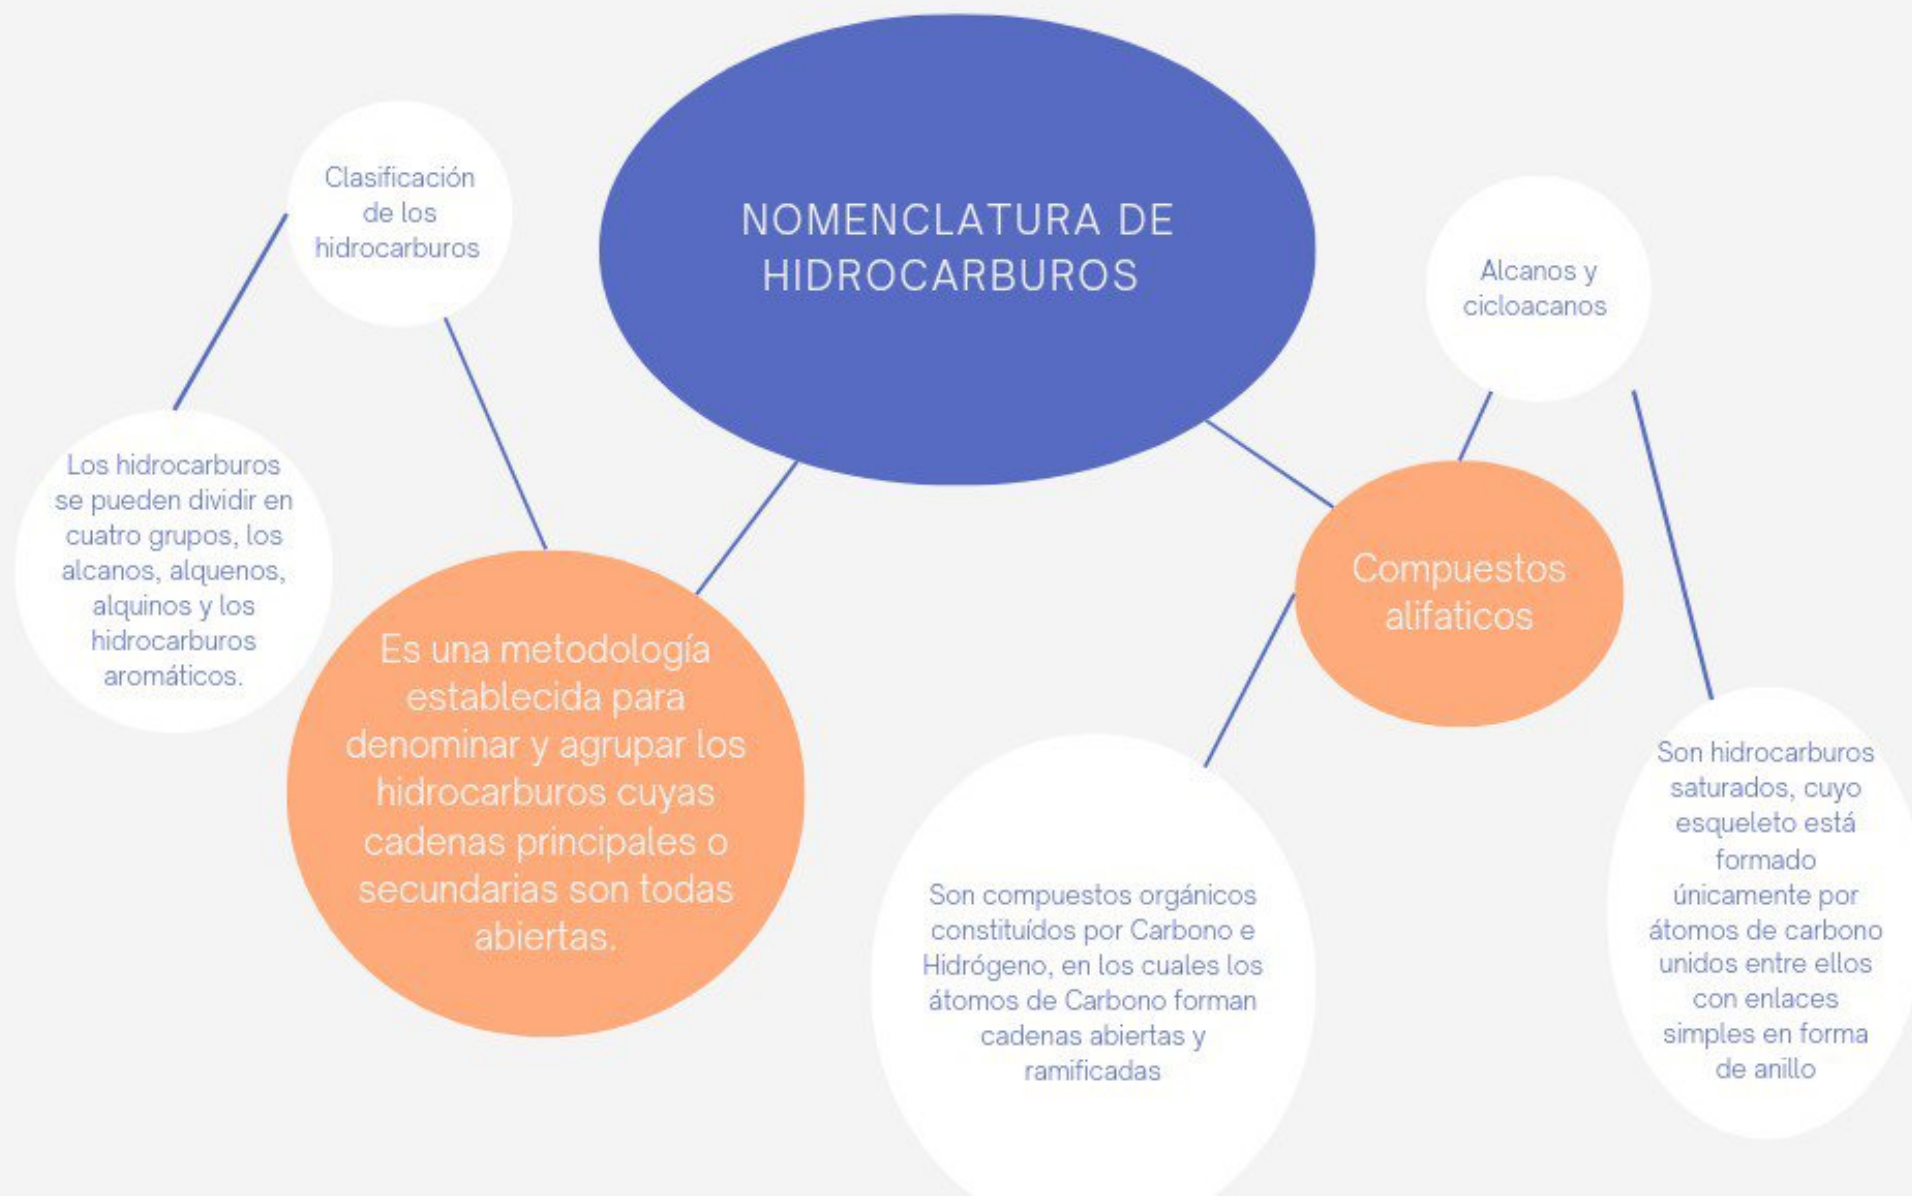 NOMENCLATURA DE
HIDROCARBUROS
Clasificación
de los
hidrocarburos
Los hidrocarburos
se pueden dividir en
cuatro grupos, los
alcanos, alquenos,
alquinos y los
hidrocarburos
aromáticos.
Es una metodología
establecida para
denominar y agrupar los
hidrocarburos cuyas
cadenas principales o
secundarias son todas
abiertas.
Alcanos y
cicloacanos
Compuestos
alifaticos
Son compuestos orgánicos
constituídos por Carbono e
Hidrógeno, en los cuales los
átomos de Carbono forman
cadenas abiertas y
ramificadas
Son hidrocarburos
saturados, cuyo
esqueleto está
formado
únicamente por
átomos de carbono
unidos entre ellos
con enlaces
simples en forma
de anillo